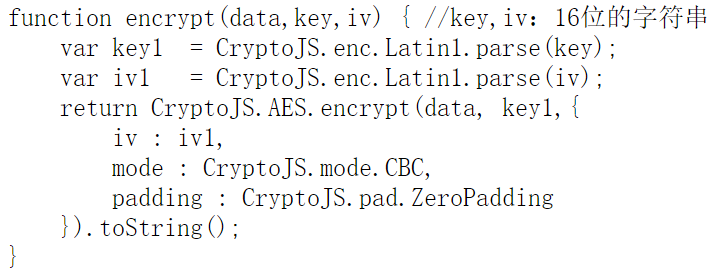 function encrypt(data,key,iv) { //key,iv：16位的字符串
    var key1  = CryptoJS.enc.Latin1.parse(key);
    var iv1   = CryptoJS.enc.Latin1.parse(iv);
    return CryptoJS.AES.encrypt(data, key1,{
        iv : iv1,
        mode : CryptoJS.mode.CBC,
        padding : CryptoJS.pad.ZeroPadding
    }).toString();
}